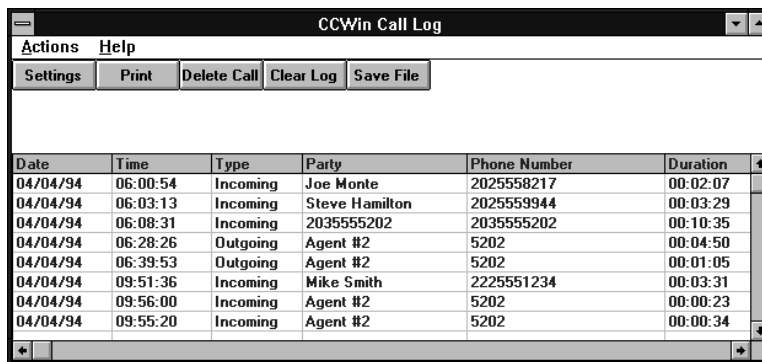 CCWin Call Log
Actions Help
Settings Print Delete Call Clear Log Save File
Date Time Type Party Phone Number Duration
04/04/94 06:00:54 Incoming Joe Monte 2025558217 00:02:07
04/04/94 06:03:13 Incoming Steve Hamilton 2025559944 00:03:29
04/04/94 06:08:31 Incoming 2035555202 2035555202 00:10:35
04/04/94 06:28:26 Outgoing Agent #2 5202 00:04:50
04/04/94 06:39:53 Outgoing Agent #2 5202 00:01:05
04/04/94 09:51:36 Incoming Mike Smith 2225551234 00:03:31
04/04/94 09:56:00 Incoming Agent #2 5202 00:00:23
04/04/94 09:55:20 Incoming Agent #2 5202 00:00:34